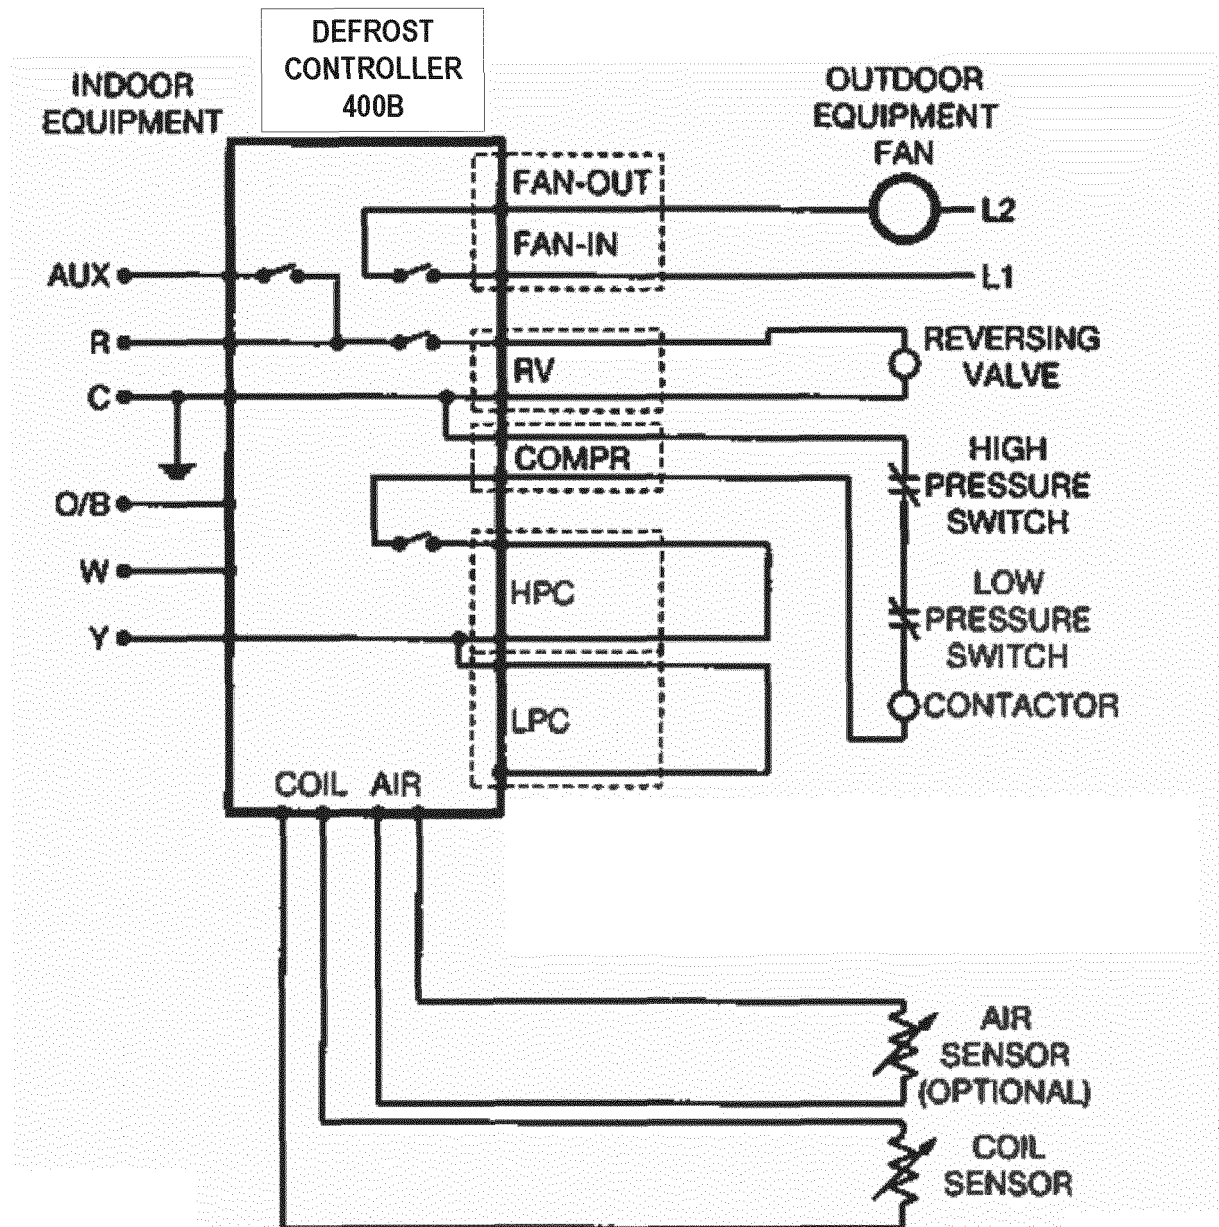 DEFROST
CONTROLLER
400B
INDOOR
EQUIPMENT
OUTDOOR
EQUIPMENT
FAN
FAN-OUT
L2
FAN-IN
AUX
L1
R
REVERSING
VALVE
RV
C
COMPR
HIGH
PRESSURE
SWITCH
O/B
W
HPC
LOW
PRESSURE
SWITCH
Y
LPC
CONTACTOR
COIL AIR
AIR
SENSOR
(OPTIONAL)
COIL
SENSOR